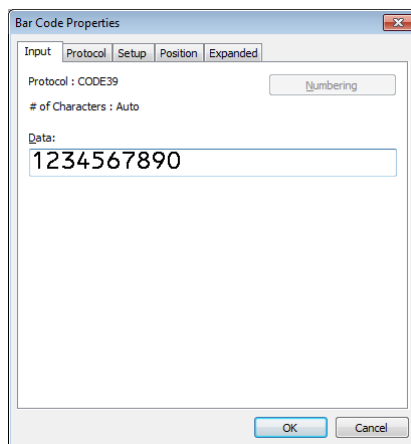 Bar Code Properties
Input Protocol Setup Position Expanded
Protocol : CODE39 Numbering
# of Characters : Auto
Data:
1234567890
OK Cancel